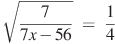 √(7/(7x − 56)) = 1/4